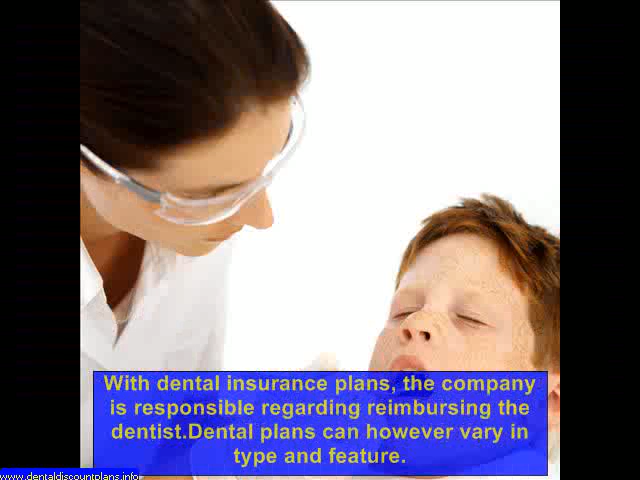 With dental insurance plans, the company
is responsible regarding reimbursing the
dentist.Dental plans can however vary in
type and feature.
www.dentaldiscountplans.info